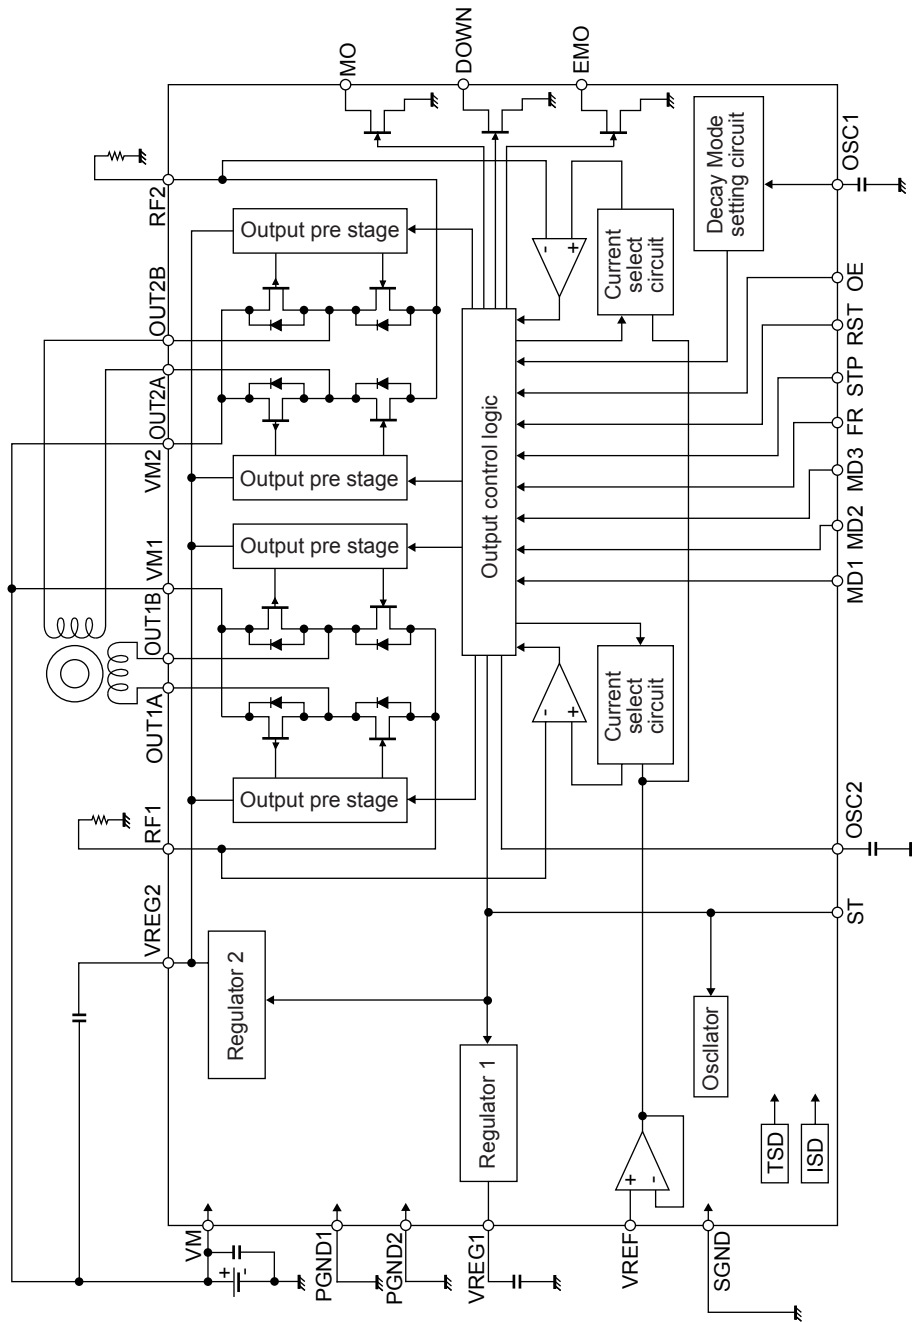 MO
DOWN
EMO
RF2
OUT2B
OUT2A
VM2
VM1
OUT1B
OUT1A
RF1
VREG2
Output pre stage
Output pre stage
Output pre stage
Output pre stage
Output control logic
-
+
Current
select
circuit
Decay Mode
setting circuit
OSC1
OE
RST
STP
FR
MD3
MD2
MD1
-
+
Current
select
circuit
OSC2
ST
Regulator 2
Regulator 1
Oscllator
TSD
ISD
+
-
+
-
VM
PGND1
PGND2
VREG1
VREF
SGND